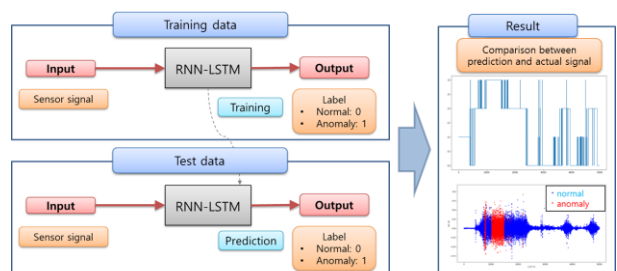 Training data
Input
RNN-LSTM
Output
Sensor signal
Training
Label
• Normal: 0
• Anomaly: 1
Test data
Input
RNN-LSTM
Output
Sensor signal
Prediction
Label
• Normal: 0
• Anomaly: 1
Result
Comparison between
prediction and actual signal
• normal
• anomaly